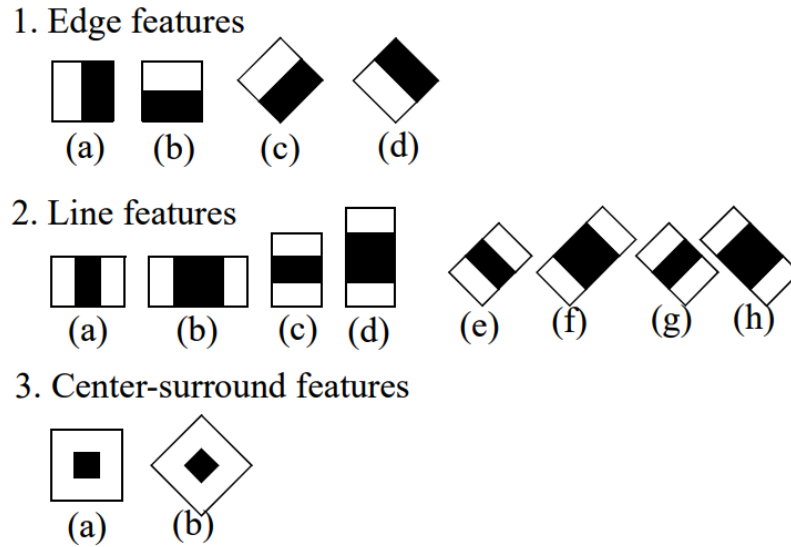 1. Edge features
(a) (b) (c) (d)
2. Line features
(a) (b) (c) (d) (e) (f) (g) (h)
3. Center-surround features
(a) (b)